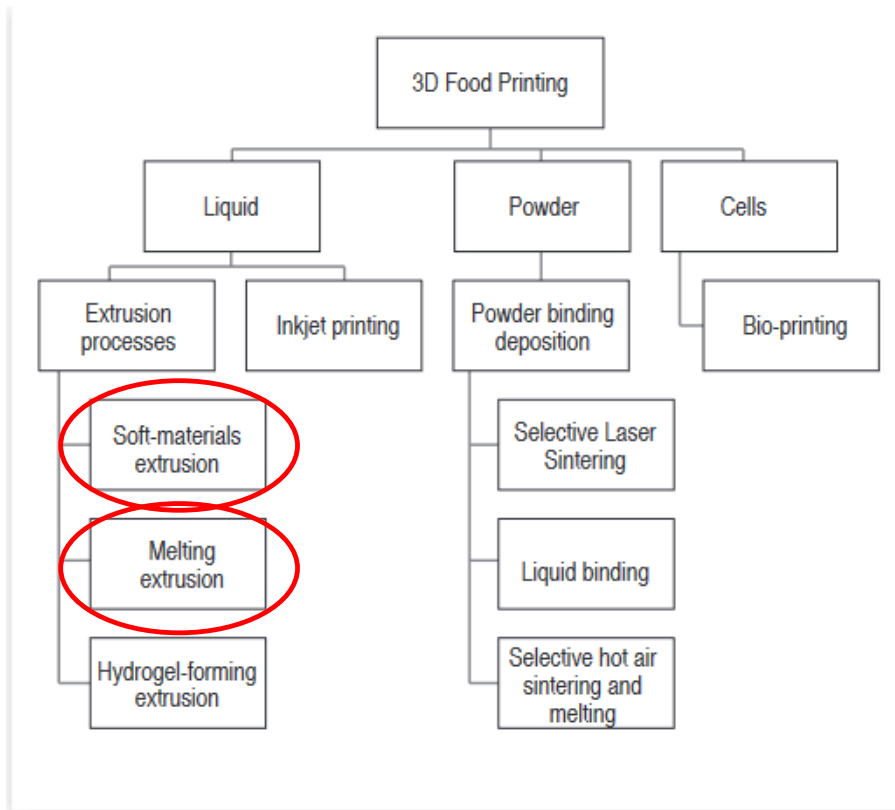 3D Food Printing
Liquid
Powder
Cells
Extrusion
processes
Inkjet printing
Powder binding
deposition
Bio-printing
Soft-materials
extrusion
Selective Laser
Sintering
Melting
extrusion
Liquid binding
Hydrogel-forming
extrusion
Selective hot air
sintering and
melting